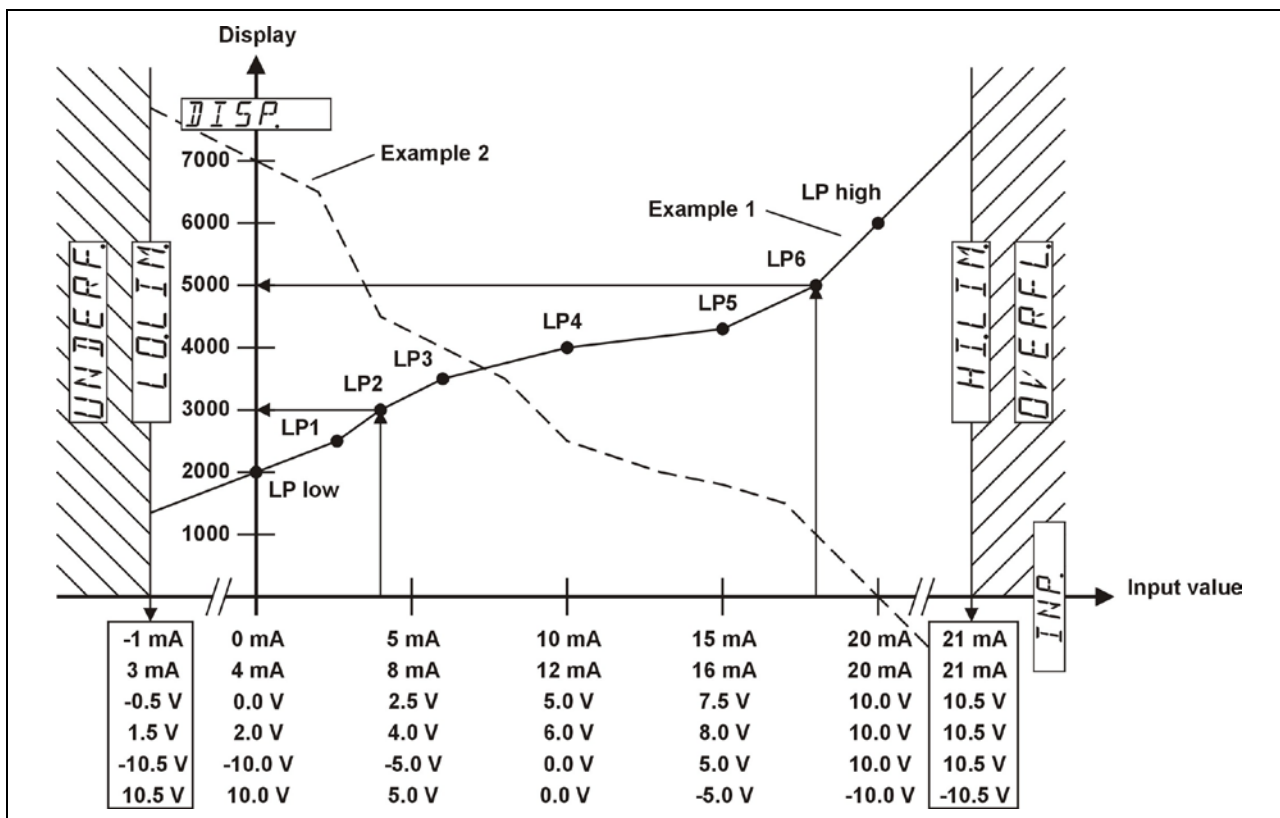 Display
DISP.
7000
Example 2
LP high
6000
Example 1
UNDERF.
LO.LIM.
HI.LIM.
OVERFL.
LP6
5000
LP5
LP4
4000
LP3
LP2
3000
LP1
2000
LP low
1000
INP.
Input value
-1 mA 0 mA 5 mA 10 mA 15 mA 20 mA 21 mA
3 mA 4 mA 8 mA 12 mA 16 mA 20 mA 21 mA
-0.5 V 0.0 V 2.5 V 5.0 V 7.5 V 10.0 V 10.5 V
1.5 V 2.0 V 4.0 V 6.0 V 8.0 V 10.0 V 10.5 V
-10.5 V -10.0 V -5.0 V 0.0 V 5.0 V 10.0 V 10.5 V
10.5 V 10.0 V 5.0 V 0.0 V -5.0 V -10.0 V -10.5 V